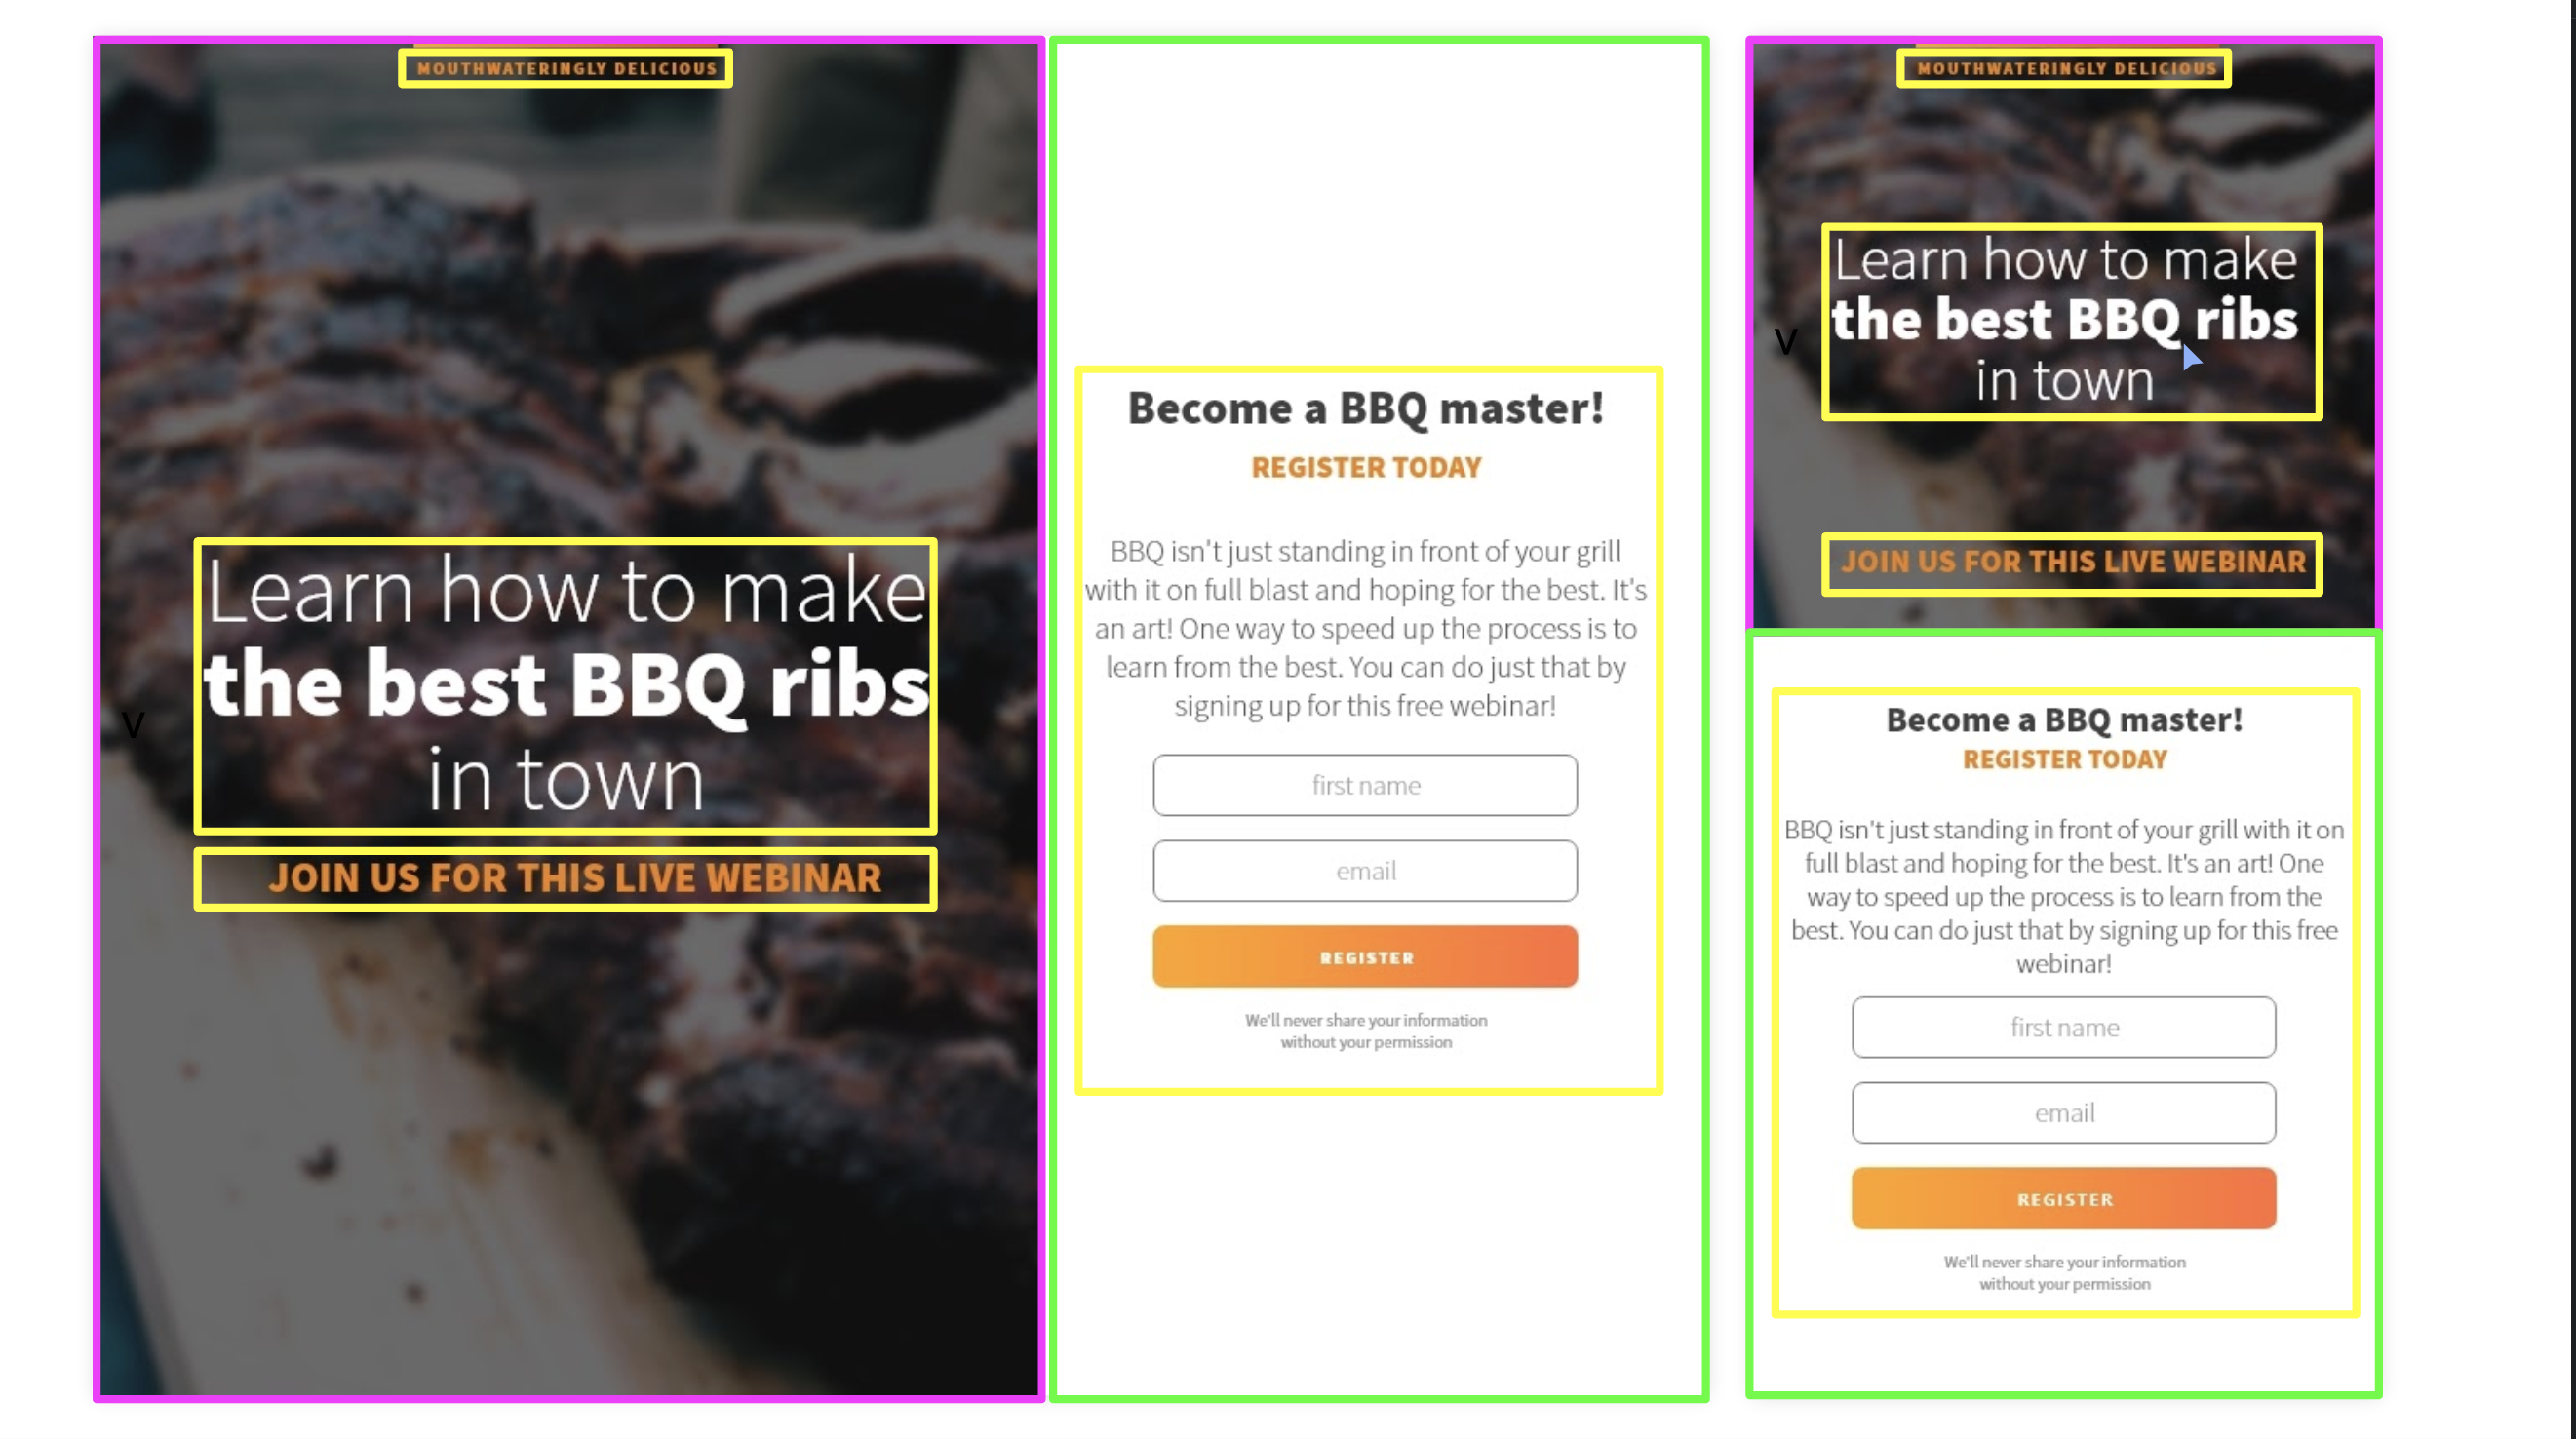 MOUTHWATERINGLY DELICIOUS
Learn how to make
the best BBQ ribs
in town
V
JOIN US FOR THIS LIVE WEBINAR
Become a BBQ master!
REGISTER TODAY
BBQ isn't just standing in front of your grill
with it on full blast and hoping for the best. It's
an art! One way to speed up the process is to
learn from the best. You can do just that by
signing up for this free webinar!
first name
email
REGISTER
We'll never share your information
without your permission
MOUTHWATERINGLY DELICIOUS
Learn how to make
the best BBQ ribs
V
in town
JOIN US FOR THIS LIVE WEBINAR
Become a BBQ master!
REGISTER TODAY
BBQ isn't just standing in front of your grill with it on
full blast and hoping for the best. It's an art! One
way to speed up the process is to learn from the
best. You can do just that by signing up for this free
webinar!
first name
email
REGISTER
We'll never share your information
without your permission